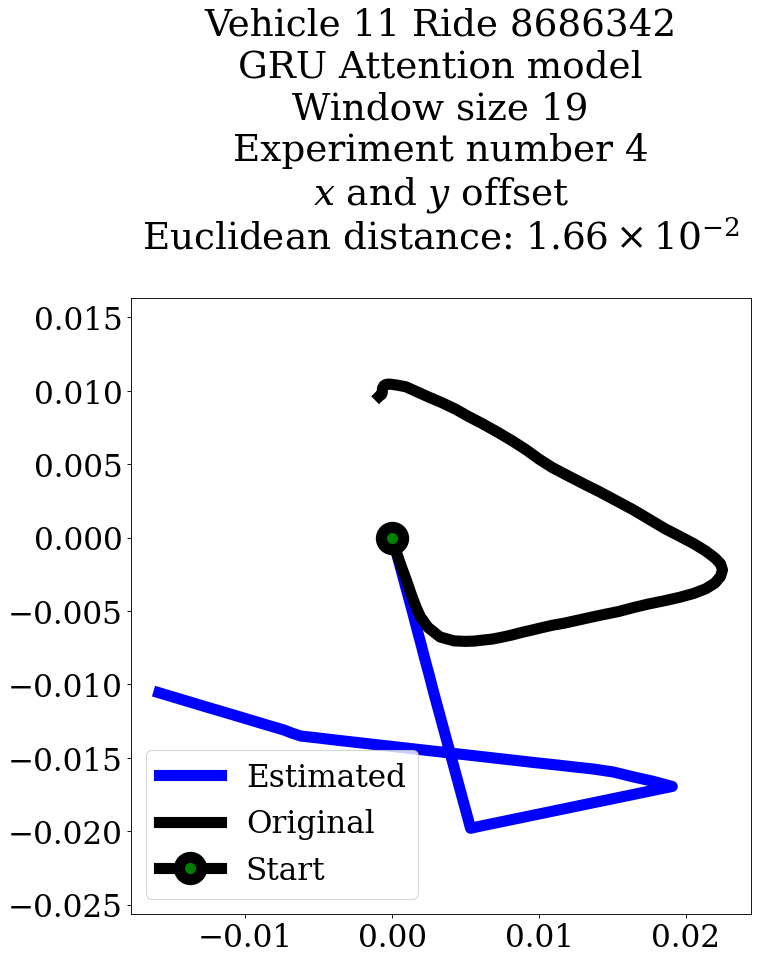 Vehicle 11 Ride 8686342
GRU Attention model
Window size 19
Experiment number 4
x and y offset
Euclidean distance: 1.66 × 10⁻²
0.015
0.010
0.005
0.000
−0.005
−0.010
−0.015
−0.020
−0.025
Estimated
Original
Start
−0.01 0.00 0.01 0.02